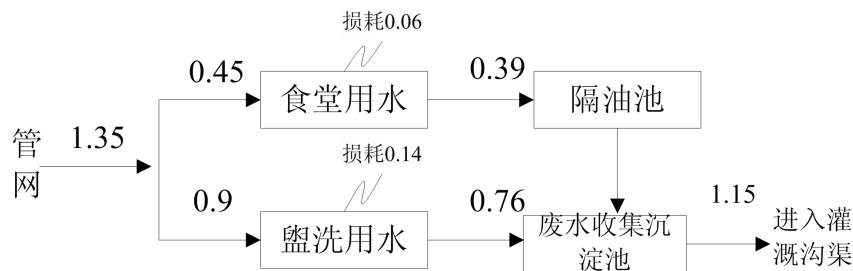 损耗0.06
0.45
食堂用水
0.39
隔油池
管网
1.35
损耗0.14
0.9
盥洗用水
0.76
废水收集沉
淀池
1.15
进入灌
溉沟渠